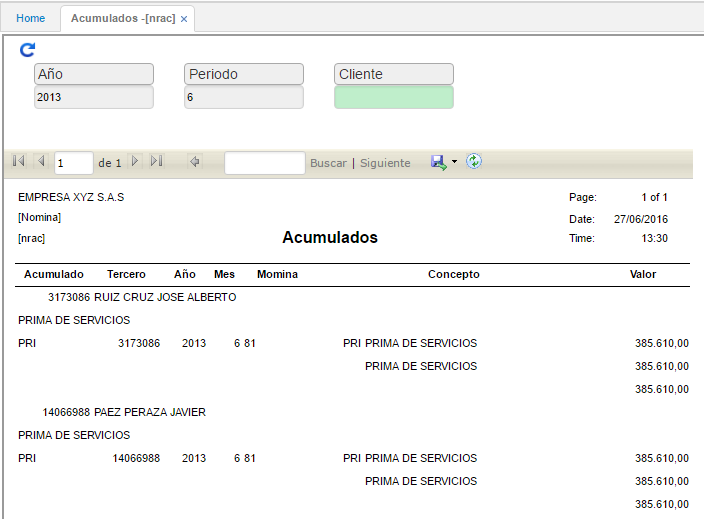 Home Acumulados -[nrac] ×
Año Periodo Cliente
2013 6
1 de 1 Buscar | Siguiente
EMPRESA XYZ S.A.S Page: 1 of 1
[Nomina] Date: 27/06/2016
[nrac] Acumulados Time: 13:30
Acumulado Tercero Año Mes Momina Concepto Valor
3173086 RUIZ CRUZ JOSE ALBERTO
PRIMA DE SERVICIOS
PRI 3173086 2013 6 81 PRI PRIMA DE SERVICIOS 385.610,00
PRIMA DE SERVICIOS 385.610,00
385.610,00
14066988 PAEZ PERAZA JAVIER
PRIMA DE SERVICIOS
PRI 14066988 2013 6 81 PRI PRIMA DE SERVICIOS 385.610,00
PRIMA DE SERVICIOS 385.610,00
385.610,00